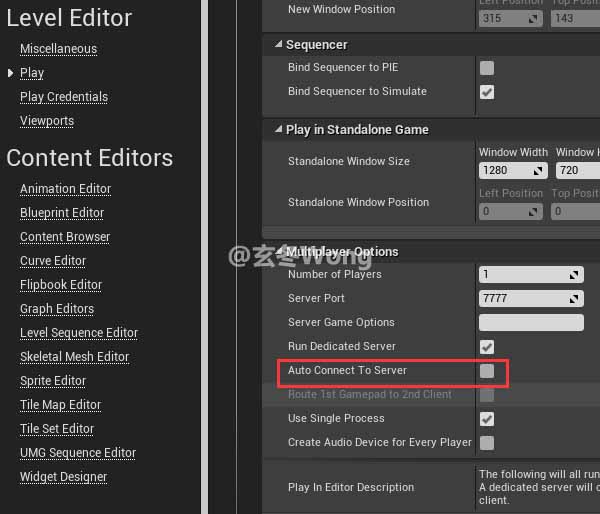 Level Editor
Miscellaneous
Play
Play Credentials
Viewports
Content Editors
Animation Editor
Blueprint Editor
Content Browser
Curve Editor
Flipbook Editor
Graph Editors
Level Sequence Editor
Skeletal Mesh Editor
Sprite Editor
Tile Map Editor
Tile Set Editor
UMG Sequence Editor
Widget Designer
Left Position Top Pos
New Window Position 315 143
Sequencer
Bind Sequencer to PIE
Bind Sequencer to Simulate
Play in Standalone Game
Window Width Window H
Standalone Window Size 1280 720
Left Position Top Pos
Standalone Window Position 0 0
Multiplayer Options
@玄冬Wong
Number of Players 1
Server Port 7777
Server Game Options
Run Dedicated Server
Auto Connect To Server
Route 1st Gamepad to 2nd Client
Use Single Process
Create Audio Device for Every Player
The following will all run
Play In Editor Description A dedicated server will o
client.